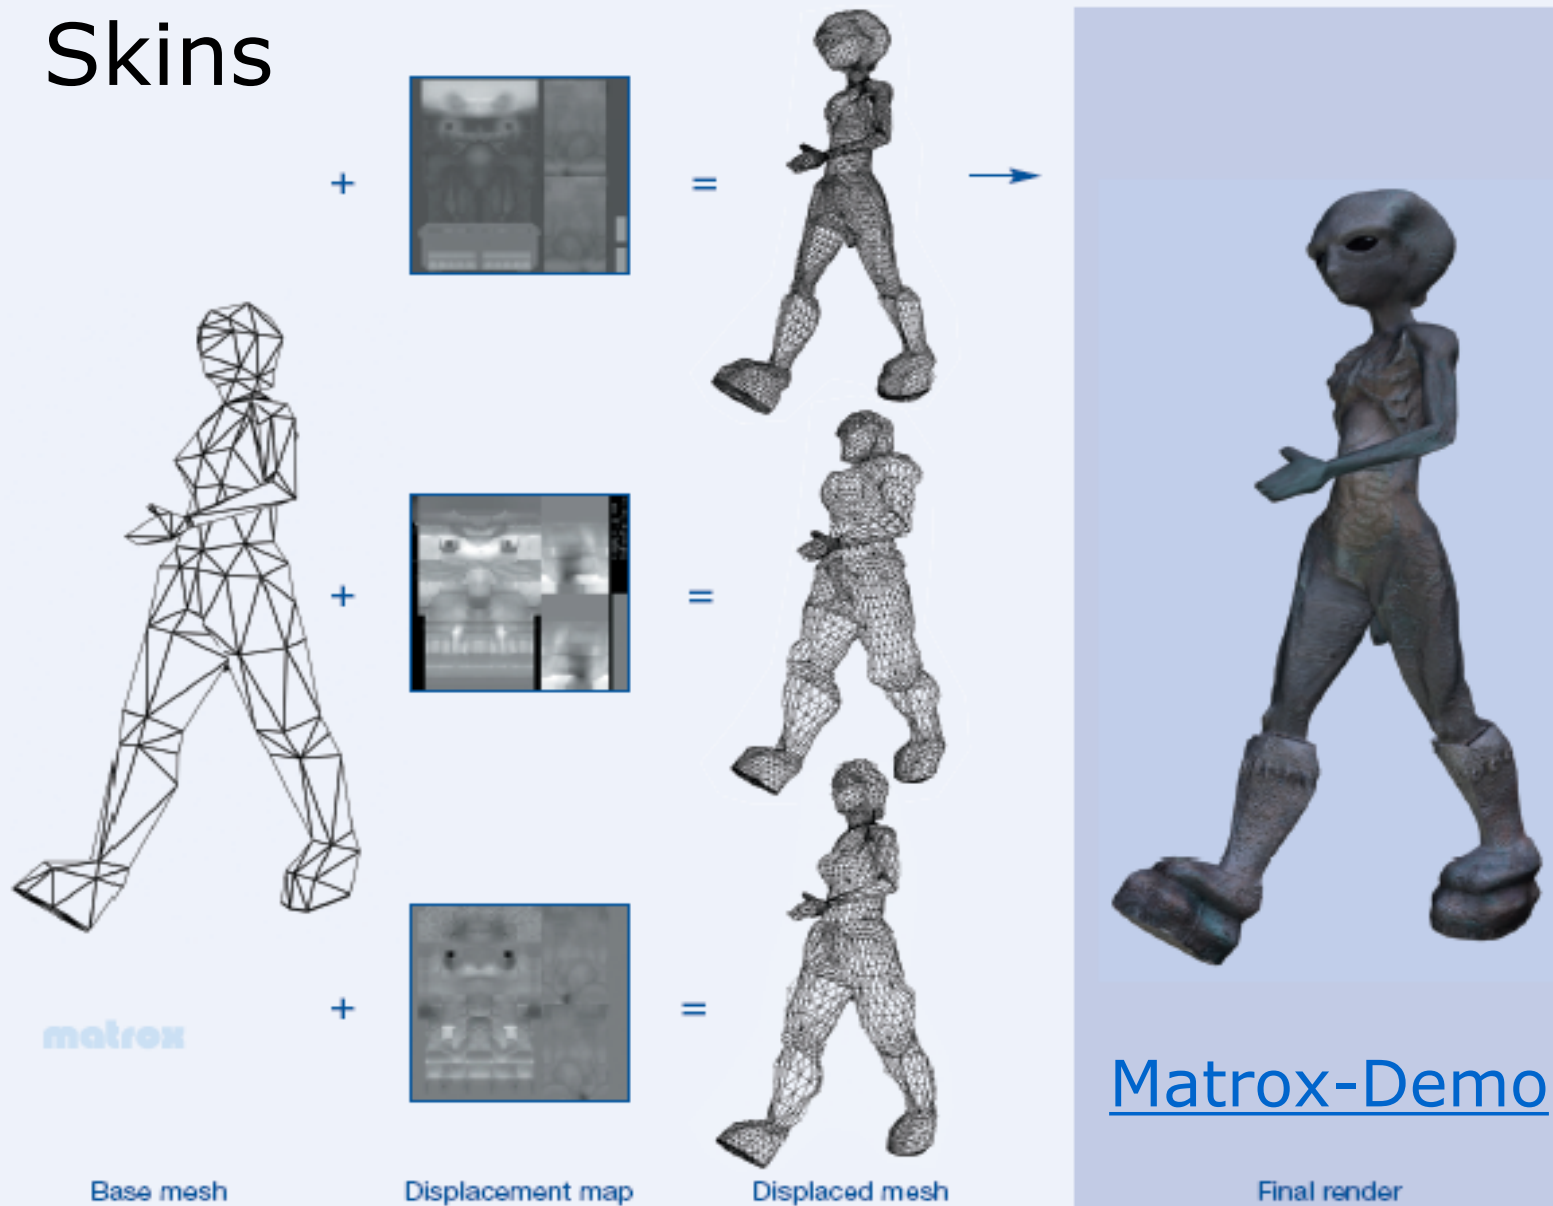 Skins
+ = →
+ =
+ =
matrox
Matrox-Demo
Base mesh Displacement map Displaced mesh Final render